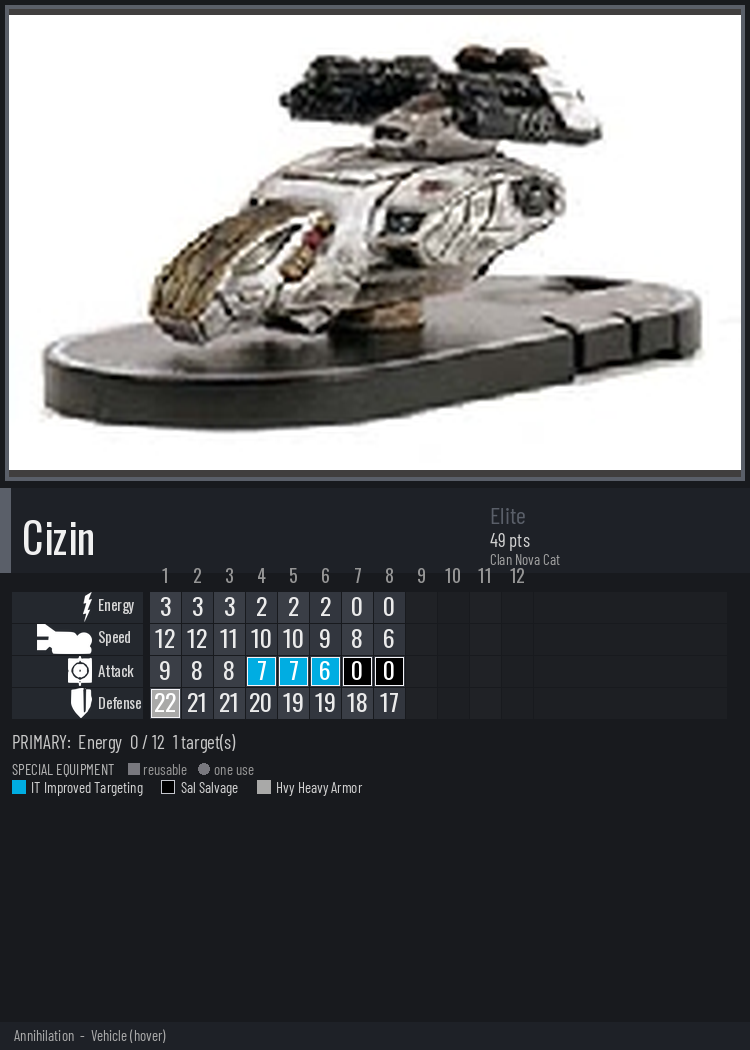 Cizin
Elite
49 pts
Clan Nova Cat
1 2 3 4 5 6 7 8 9 10 11 12
Energy 3 3 3 2 2 2 0 0
Speed 12 12 11 10 10 9 8 6
Attack 9 8 8 7 7 6 0 0
Defense 22 21 21 20 19 19 18 17
PRIMARY: Energy 0 / 12 1 target(s)
SPECIAL EQUIPMENT reusable one use
IT Improved Targeting Sal Salvage Hvy Heavy Armor
Annihilation - Vehicle (hover)